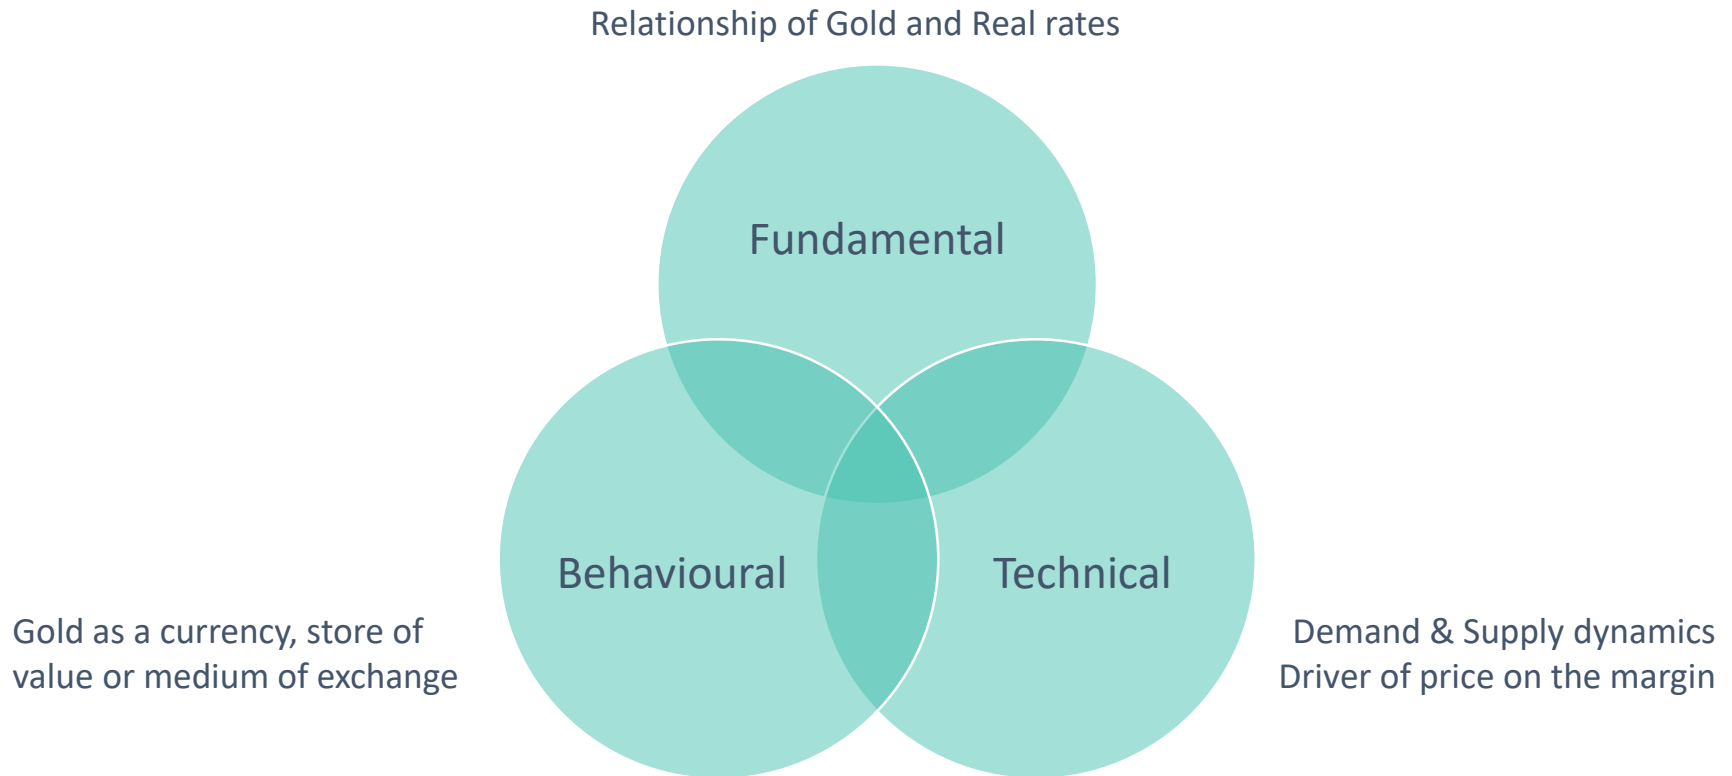 Relationship of Gold and Real rates
Fundamental
Behavioural
Technical
Gold as a currency, store of
value or medium of exchange
Demand & Supply dynamics
Driver of price on the margin